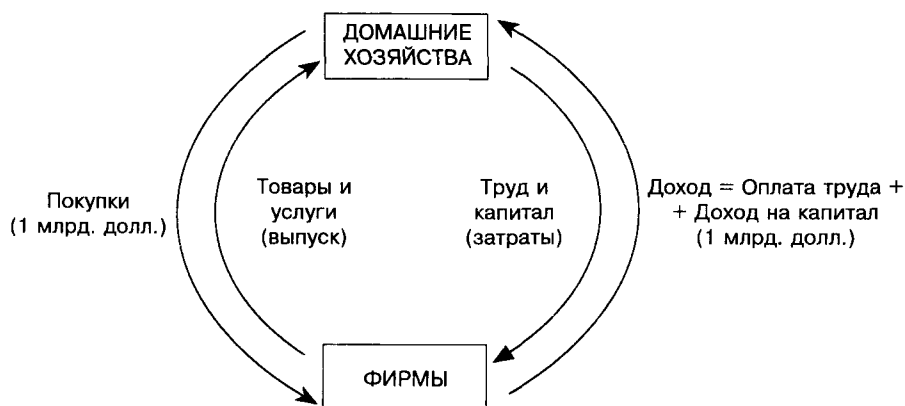 ДОМАШНИЕ
ХОЗЯЙСТВА
Покупки
(1 млрд. долл.)
Товары и
услуги
(выпуск)
Труд и
капитал
(затраты)
Доход = Оплата труда +
+ Доход на капитал
(1 млрд. долл.)
ФИРМЫ